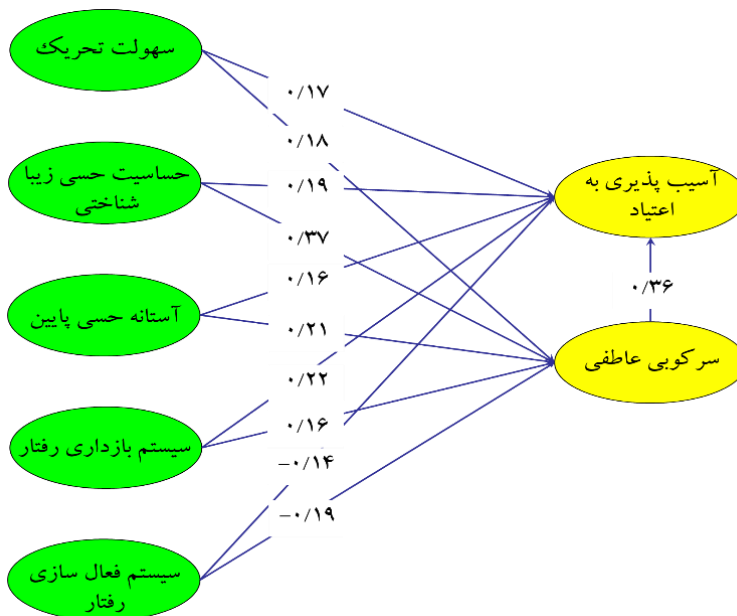 سهولت تحریک
۰/۱۷
۰/۱۸
حساسیت حسی زیبا
شناختی
۰/۱۹
آسیب پذیری به
اعتیاد
۰/۳۷
۰/۱۶
۰/۳۶
آستانه حسی پایین
۰/۲۱
سرکوبی عاطفی
۰/۲۲
سیستم بازداری رفتار
۰/۱۶
-۰/۱۴
-۰/۱۹
سیستم فعال سازی
رفتار